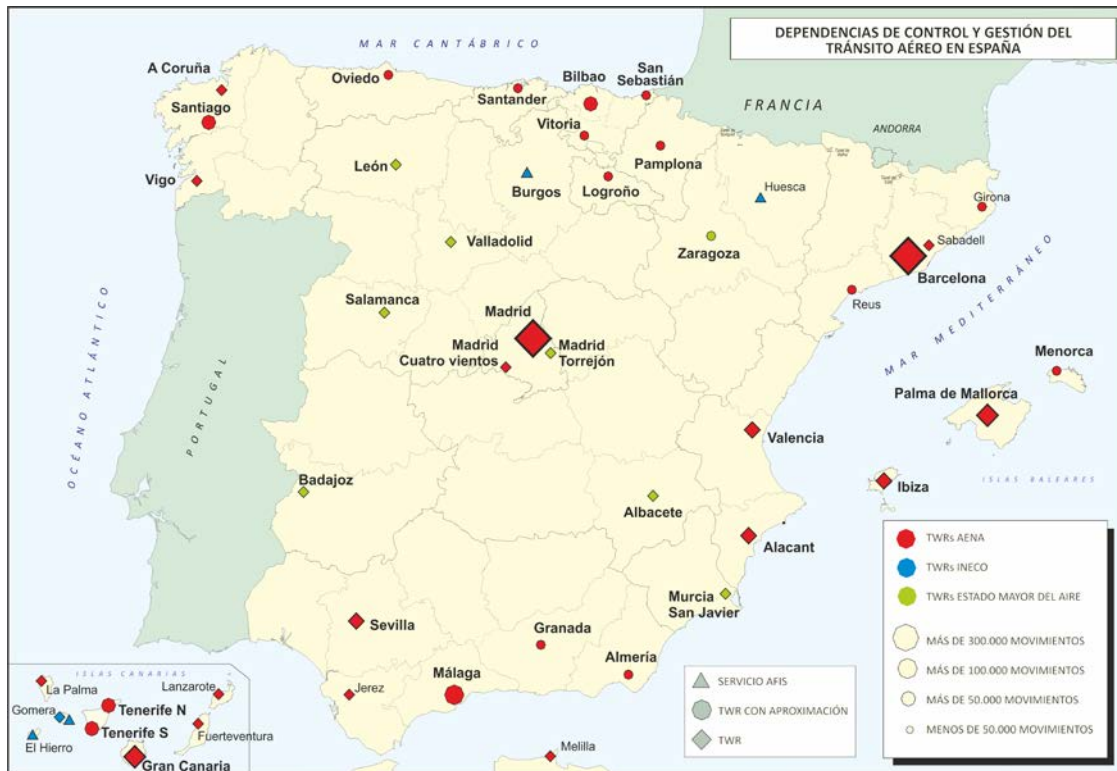 DEPENDENCIAS DE CONTROL Y GESTIÓN DEL
TRÁNSITO AÉREO EN ESPAÑA
MAR CANTÁBRICO
FRANCIA
ANDORRA
A Coruña
Santiago
Vigo
Oviedo
Santander
Bilbao
San
Sebastián
Vitoria
Pamplona
Logroño
León
Burgos
Huesca
Girona
Sabadell
Barcelona
Reus
Zaragoza
Valladolid
Salamanca
Madrid
Madrid
Cuatro vientos
Madrid
Torrejón
OCÉANO ATLÁNTICO
PORTUGAL
MAR MEDITERRÁNEO
Menorca
Palma de Mallorca
Ibiza
ISLAS BALEARES
Valencia
Badajoz
Albacete
Alacant
Murcia
San Javier
Sevilla
Granada
Almería
Málaga
Jerez
Melilla
ISLAS CANARIAS
La Palma
Gomera
El Hierro
Tenerife N
Tenerife S
Gran Canaria
Lanzarote
Fuerteventura
SERVICIO AFIS
TWR CON APROXIMACIÓN
TWR
TWRs AENA
TWRs INECO
TWRs ESTADO MAYOR DEL AIRE
MÁS DE 300.000 MOVIMIENTOS
MÁS DE 100.000 MOVIMIENTOS
MÁS DE 50.000 MOVIMIENTOS
MENOS DE 50.000 MOVIMIENTOS